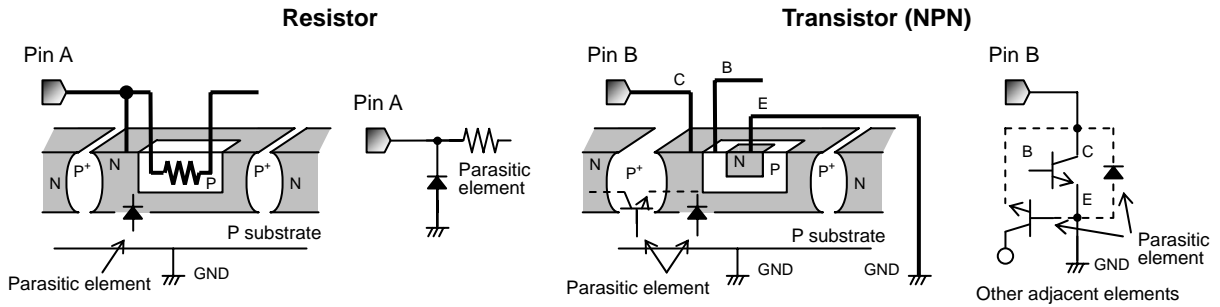 Resistor
Transistor (NPN)
Pin A
Pin A
N
P+
N
P
P+
N
Parasitic
element
P substrate
GND
Parasitic element
Pin B
C
B
E
N
P+
N
P
P+
N
P substrate
GND
GND
Parasitic element
Pin B
B
C
E
GND
Parasitic
element
Other adjacent elements